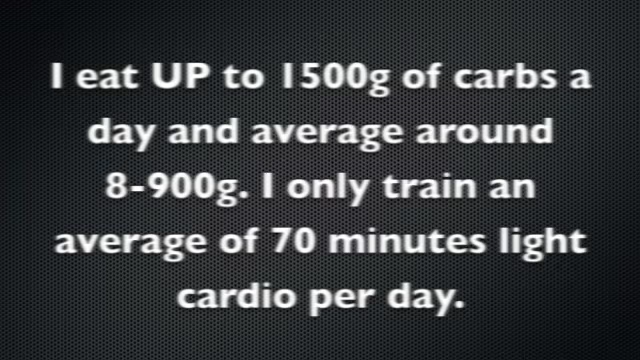 I eat UP to 1500g of carbs a
day and average around
8-900g. I only train an
average of 70 minutes light
cardio per day.